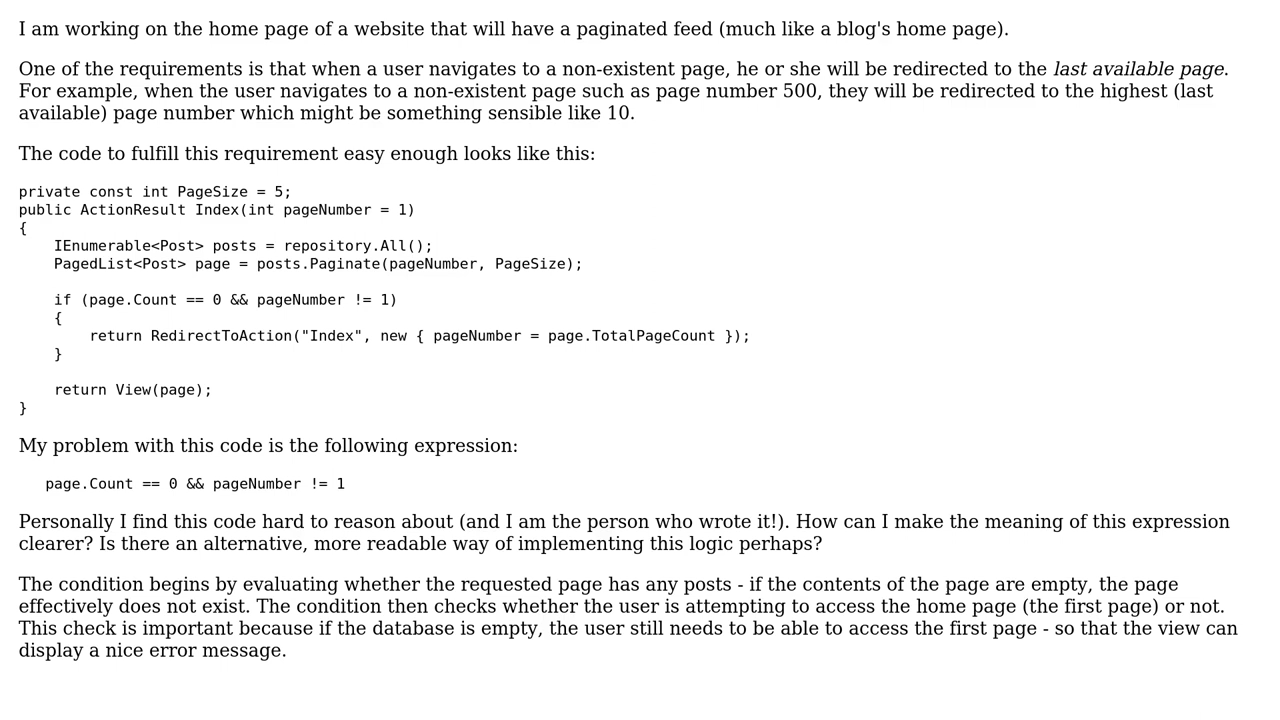 I am working on the home page of a website that will have a paginated feed (much like a blog's home page).
One of the requirements is that when a user navigates to a non-existent page, he or she will be redirected to the last available page.
For example, when the user navigates to a non-existent page such as page number 500, they will be redirected to the highest (last
available) page number which might be something sensible like 10.
The code to fulfill this requirement easy enough looks like this:
private const int PageSize = 5;
public ActionResult Index(int pageNumber = 1)
{
    IEnumerable<Post> posts = repository.All();
    PagedList<Post> page = posts.Paginate(pageNumber, PageSize);

    if (page.Count == 0 && pageNumber != 1)
    {
        return RedirectToAction("Index", new { pageNumber = page.TotalPageCount });
    }

    return View(page);
}
My problem with this code is the following expression:
   page.Count == 0 && pageNumber != 1
Personally I find this code hard to reason about (and I am the person who wrote it!). How can I make the meaning of this expression
clearer? Is there an alternative, more readable way of implementing this logic perhaps?
The condition begins by evaluating whether the requested page has any posts - if the contents of the page are empty, the page
effectively does not exist. The condition then checks whether the user is attempting to access the home page (the first page) or not.
This check is important because if the database is empty, the user still needs to be able to access the first page - so that the view can
display a nice error message.